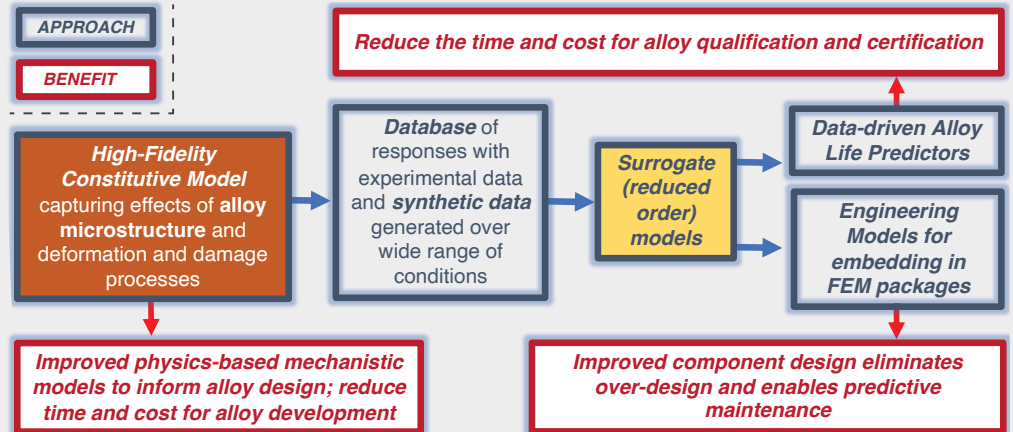 APPROACH
BENEFIT
Reduce the time and cost for alloy qualification and certification
High-Fidelity
Constitutive Model
capturing effects of alloy
microstructure and
deformation and damage
processes
Database of
responses with
experimental data
and synthetic data
generated over
wide range of
conditions
Surrogate
(reduced
order)
models
Data-driven Alloy
Life Predictors
Engineering
Models for
embedding in
FEM packages
Improved physics-based mechanistic
models to inform alloy design; reduce
time and cost for alloy development
Improved component design eliminates
over-design and enables predictive
maintenance